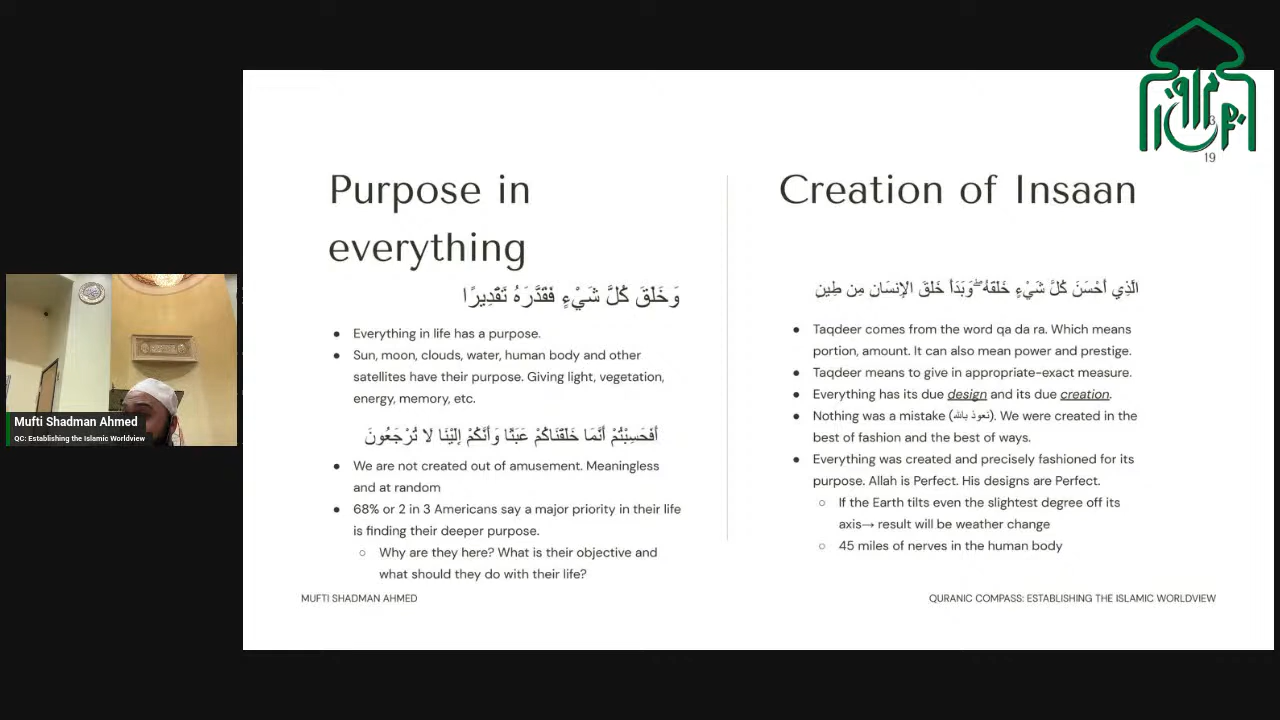 Purpose in
everything
وَخَلَقَ كُلَّ شَيْءٍ فَقَدَّرَهُ تَقْدِيرًا
• Everything in life has a purpose.
• Sun, moon, clouds, water, human body and other
satellites have their purpose. Giving light, vegetation,
energy, memory, etc.
أَفَحَسِبْتُمْ أَنَّمَا خَلَقْنَاكُمْ عَبَثًا وَأَنَّكُمْ إِلَيْنَا لَا تُرْجَعُونَ
• We are not created out of amusement. Meaningless
and at random
• 68% or 2 in 3 Americans say a major priority in their life
is finding their deeper purpose.
○ Why are they here? What is their objective and
what should they do with their life?
MUFTI SHADMAN AHMED
Creation of Insaan
الَّذِي أَحْسَنَ كُلَّ شَيْءٍ خَلَقَهُ ۖ وَبَدَأَ خَلْقَ الْإِنسَانِ مِن طِينٍ
• Taqdeer comes from the word qa da ra. Which means
portion, amount. It can also mean power and prestige.
• Taqdeer means to give in appropriate-exact measure.
• Everything has its due design and its due creation.
• Nothing was a mistake (نعوذ بالله). We were created in the
best of fashion and the best of ways.
• Everything was created and precisely fashioned for its
purpose. Allah is Perfect. His designs are Perfect.
○ If the Earth tilts even the slightest degree off its
axis→ result will be weather change
○ 45 miles of nerves in the human body
QURANIC COMPASS: ESTABLISHING THE ISLAMIC WORLDVIEW
19
Mufti Shadman Ahmed
QC: Establishing the Islamic Worldview